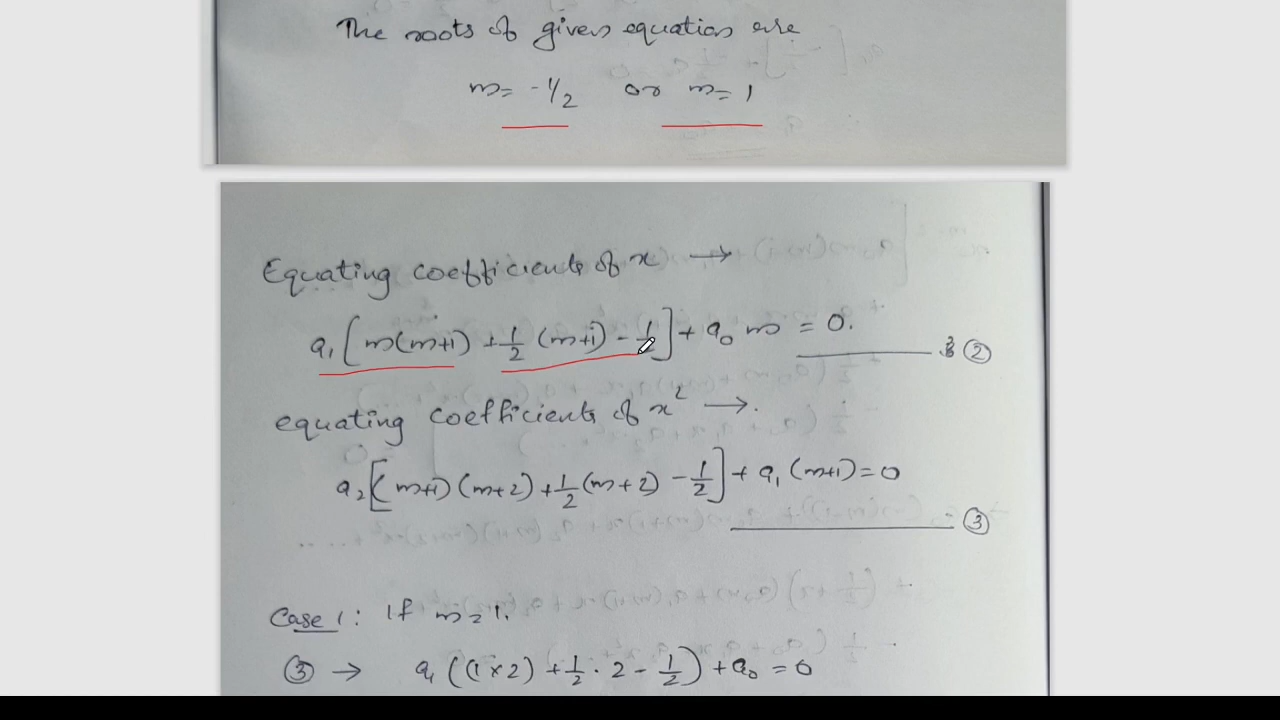 The roots of given equation are
m = -1/2 or m = 1
Equating coefficients of x →
a₁[m(m+1) + 1/2 (m+1) - 1/2] + a₀ m = 0.
②
equating coefficients of x² →.
a₂[(m+1)(m+2) + 1/2 (m+2) - 1/2] + a₁(m+1) = 0
③
Case 1: If m = 1.
③ → a₁((1×2) + 1/2 · 2 - 1/2) + a₀ = 0